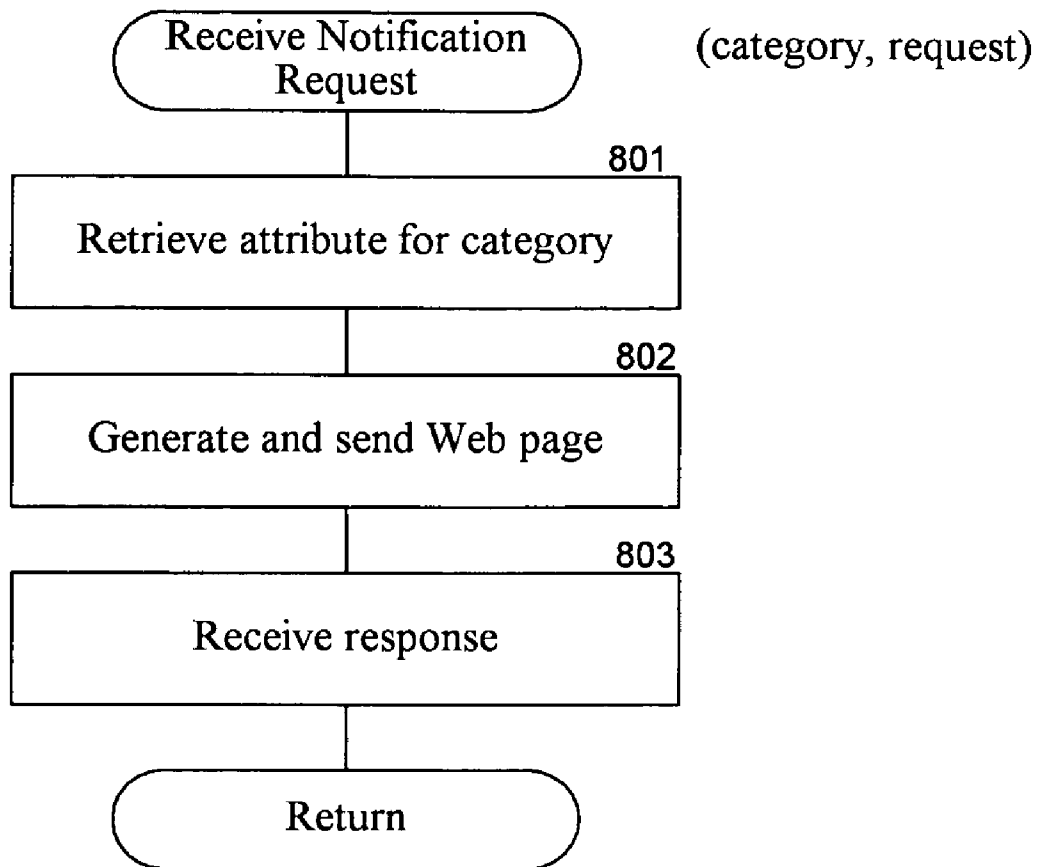 Receive Notification
Request
(category, request)
801
Retrieve attribute for category
802
Generate and send Web page
803
Receive response
Return